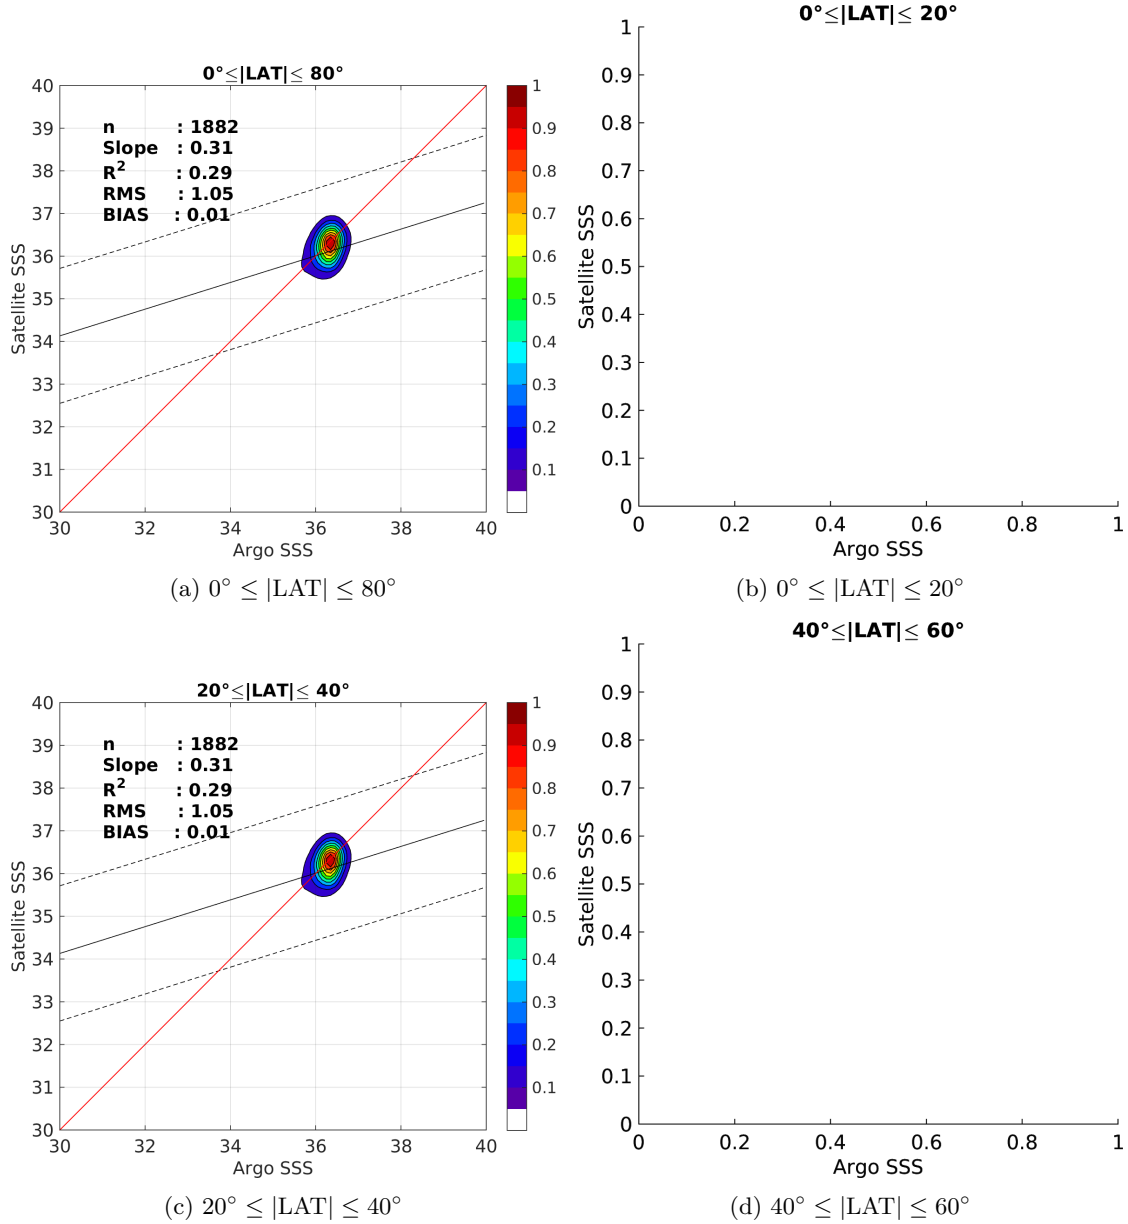 0°≤|LAT|≤ 80°
40
39
38
37
36
35
34
33
32
31
30
Satellite SSS
n : 1882
Slope : 0.31
R² : 0.29
RMS : 1.05
BIAS : 0.01
30 32 34 36 38 40
Argo SSS
1
0.9
0.8
0.7
0.6
0.5
0.4
0.3
0.2
0.1
(a) 0° ≤ |LAT| ≤ 80°
0°≤|LAT|≤ 20°
1
0.9
0.8
0.7
0.6
0.5
0.4
0.3
0.2
0.1
0
Satellite SSS
0 0.2 0.4 0.6 0.8 1
Argo SSS
(b) 0° ≤ |LAT| ≤ 20°
20°≤|LAT|≤ 40°
40
39
38
37
36
35
34
33
32
31
30
Satellite SSS
n : 1882
Slope : 0.31
R² : 0.29
RMS : 1.05
BIAS : 0.01
30 32 34 36 38 40
Argo SSS
1
0.9
0.8
0.7
0.6
0.5
0.4
0.3
0.2
0.1
(c) 20° ≤ |LAT| ≤ 40°
40°≤|LAT|≤ 60°
1
0.9
0.8
0.7
0.6
0.5
0.4
0.3
0.2
0.1
0
Satellite SSS
0 0.2 0.4 0.6 0.8 1
Argo SSS
(d) 40° ≤ |LAT| ≤ 60°